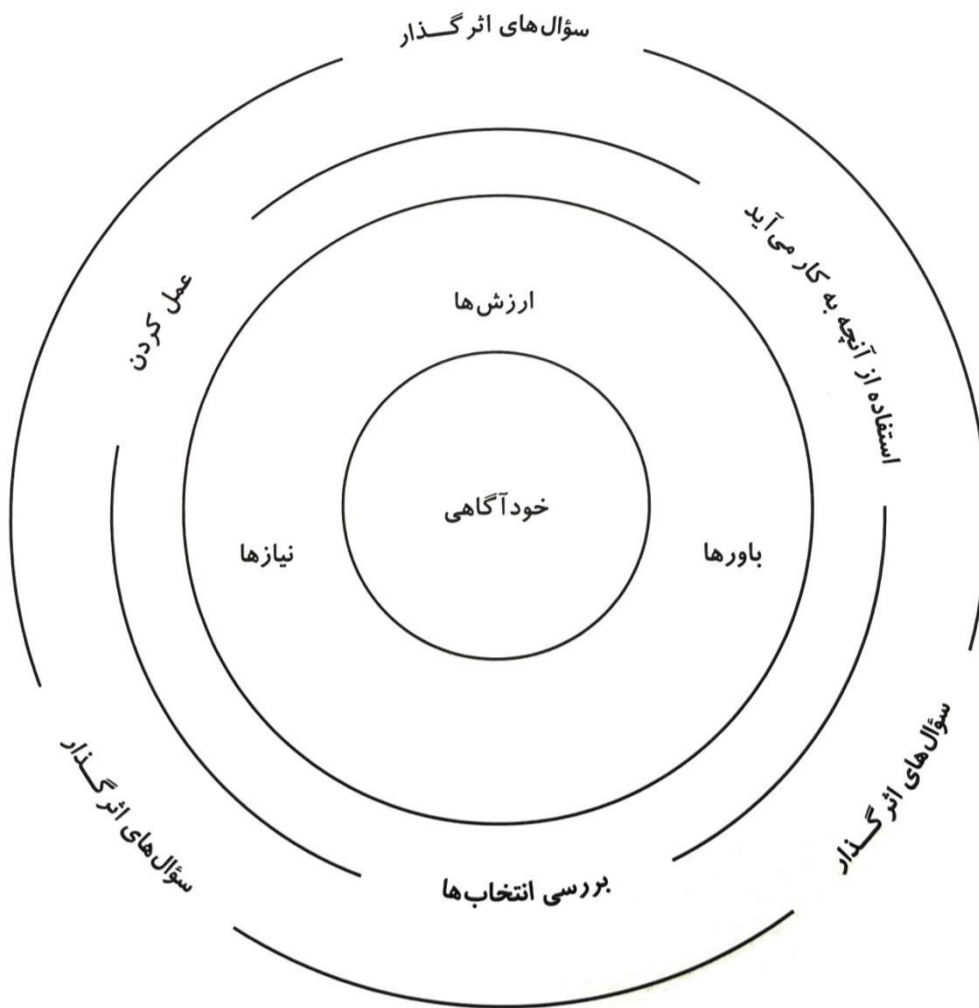 سؤال‌های اثرگذار
استفاده از آنچه به کار می‌آید
عمل کردن
ارزش‌ها
خودآگاهی
باورها
نیازها
سؤال‌های اثرگذار
سؤال‌های اثرگذار
بررسی انتخاب‌ها